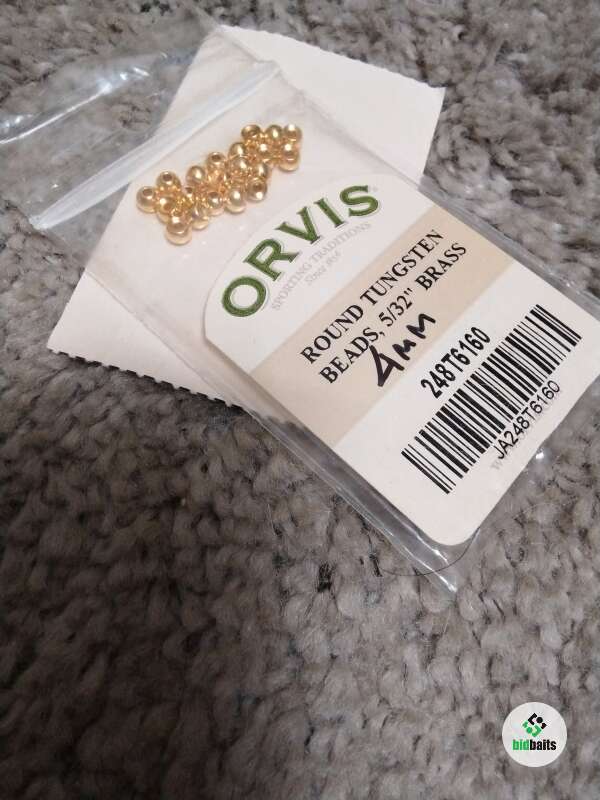 ORVIS
SPORTING TRADITIONS
Since 1856
ROUND TUNGSTEN
BEADS, 5/32" BRASS
4mm
248T6160
JA248T6160
bidbaits